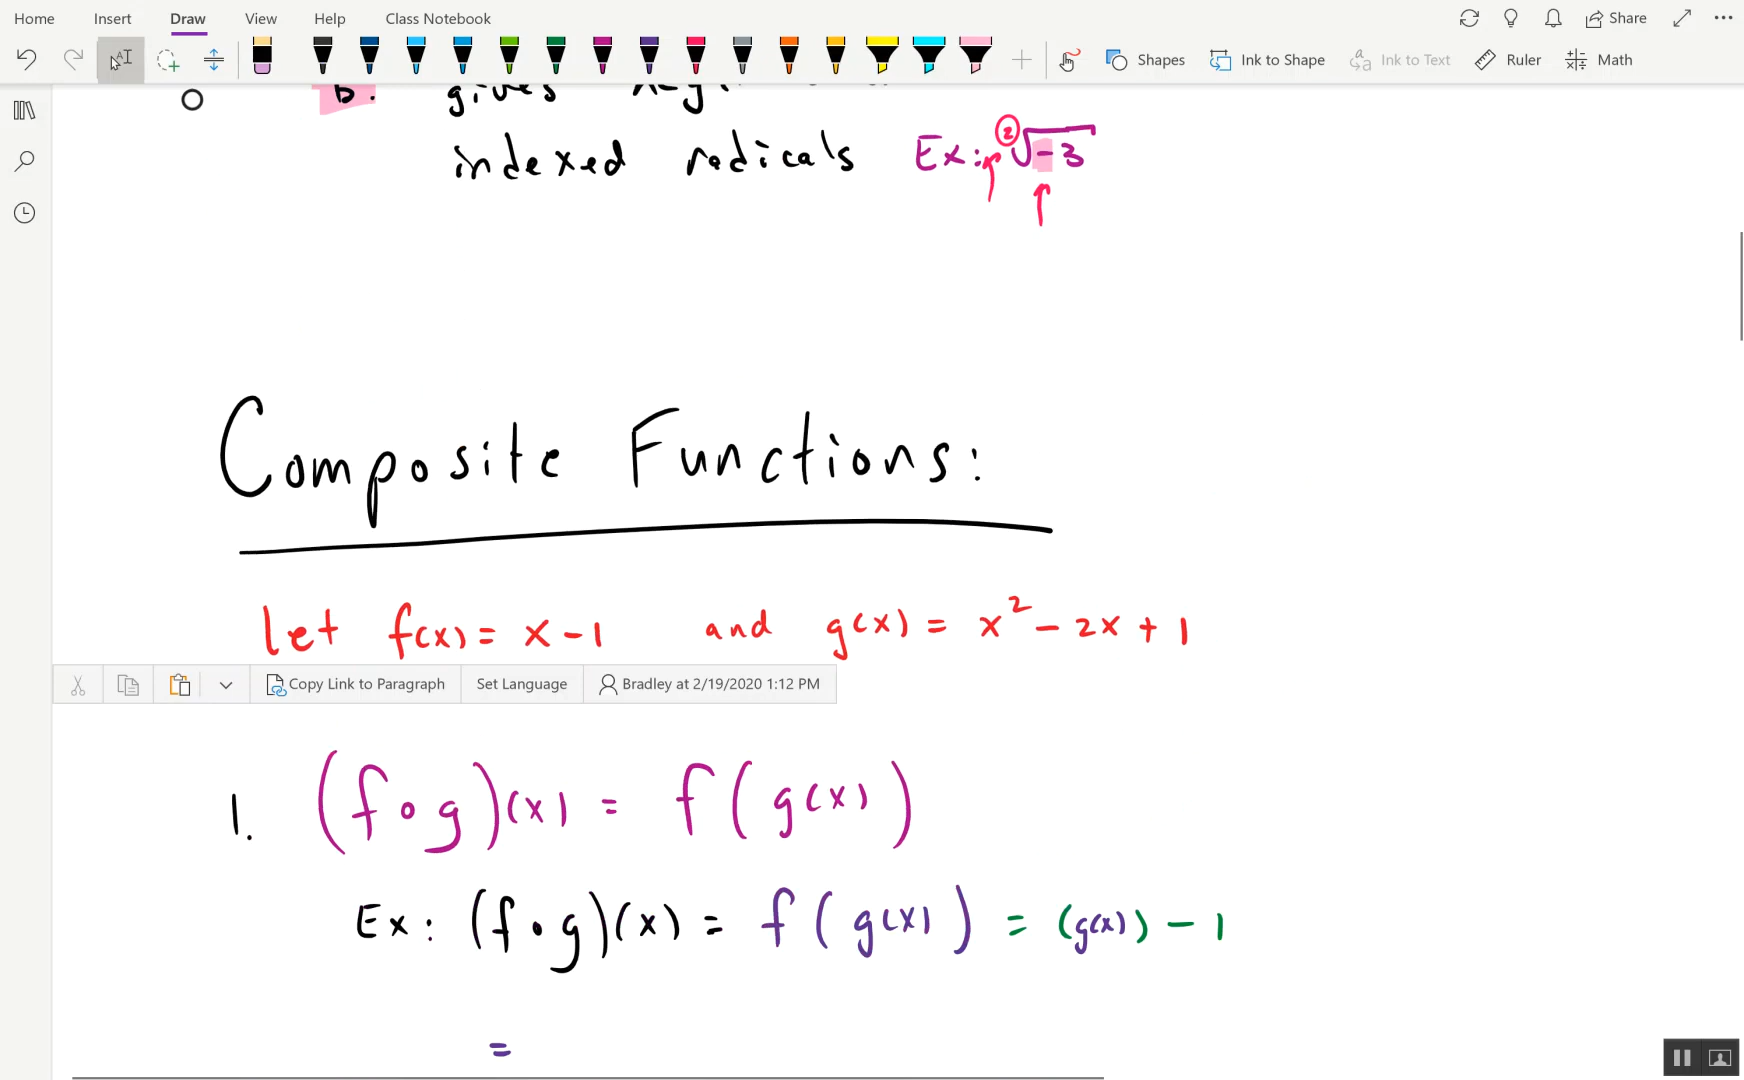 Home Insert Draw View Help Class Notebook Share
Shapes Ink to Shape Ink to Text Ruler Math
b. gives
indexed radicals Ex: ²√-3
Composite Functions:
let f(x) = x - 1 and g(x) = x² - 2x + 1
Copy Link to Paragraph Set Language Bradley at 2/19/2020 1:12 PM
1. (f∘g)(x) = f(g(x))
Ex: (f∘g)(x) = f(g(x)) = (g(x)) - 1
=